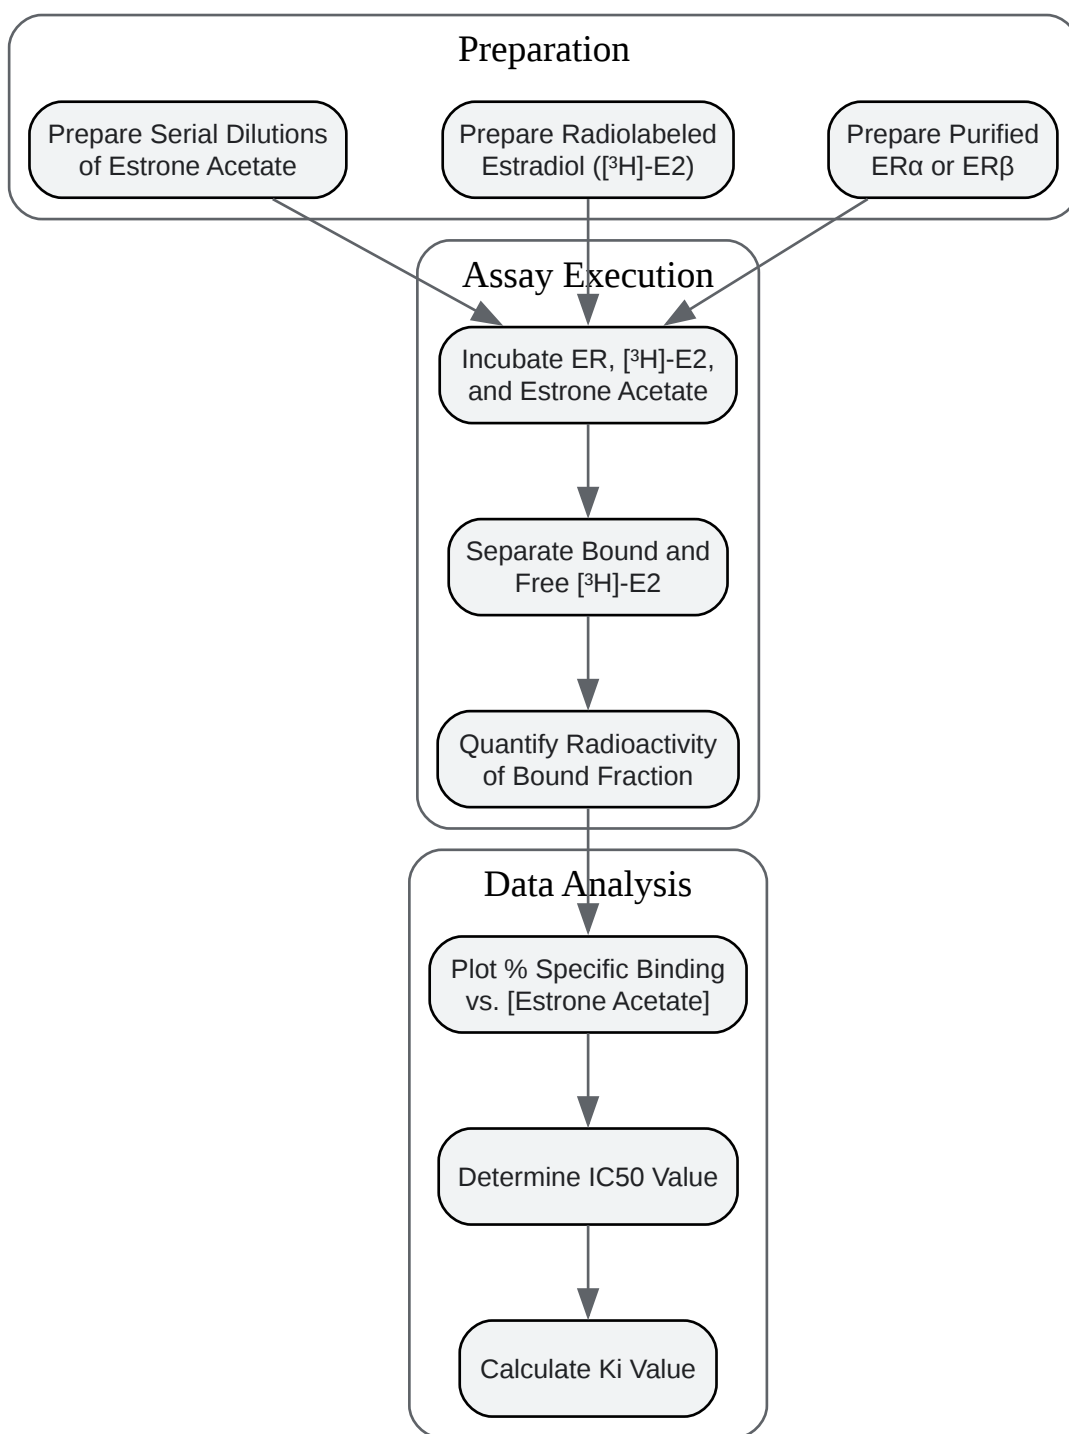 Preparation
Prepare Serial Dilutions
of Estrone Acetate
Prepare Radiolabeled
Estradiol ([³H]-E2)
Prepare Purified
ERα or ERβ
Assay Execution
Incubate ER, [³H]-E2,
and Estrone Acetate
Separate Bound and
Free [³H]-E2
Quantify Radioactivity
of Bound Fraction
Data Analysis
Plot % Specific Binding
vs. [Estrone Acetate]
Determine IC50 Value
Calculate Ki Value